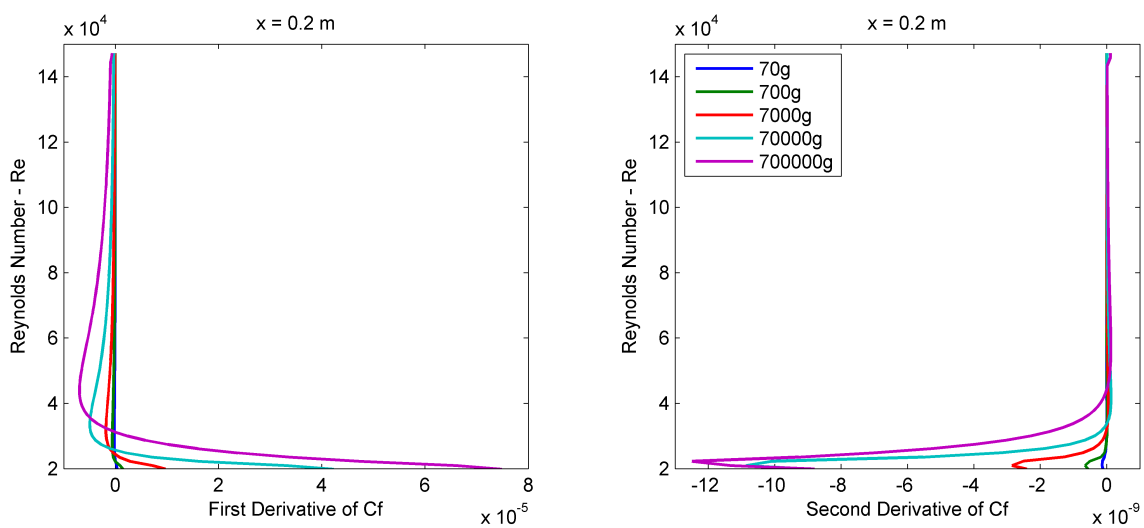 x 10^4
x = 0.2 m
14
12
10
8
6
4
2
Reynolds Number - Re
0
2
4
6
8
First Derivative of Cf
x 10^-5
x 10^4
x = 0.2 m
70g
700g
7000g
70000g
700000g
14
12
10
8
6
4
2
Reynolds Number - Re
-12
-10
-8
-6
-4
-2
0
Second Derivative of Cf
x 10^-9